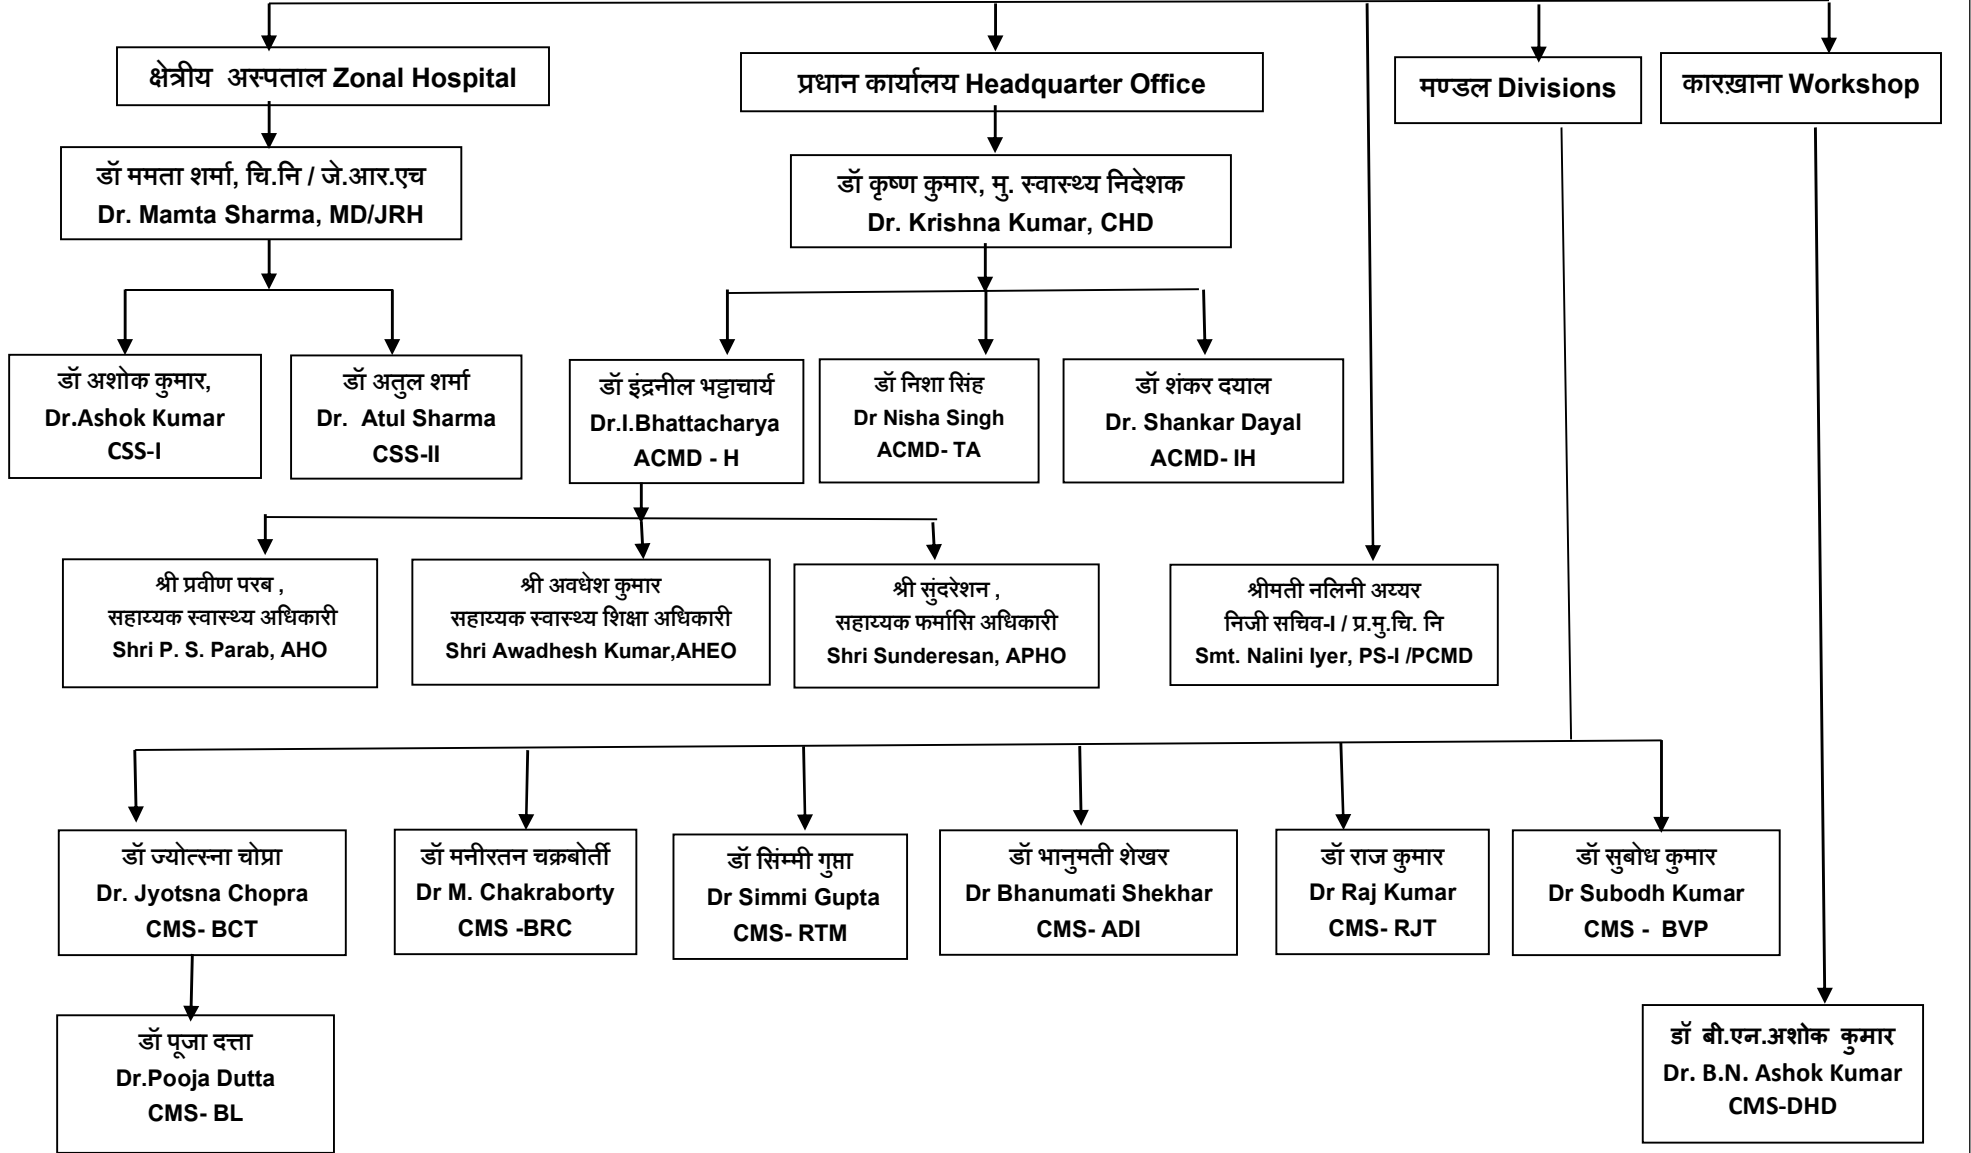 क्षेत्रीय अस्पताल Zonal Hospital
प्रधान कार्यालय Headquarter Office
मण्डल Divisions
कारख़ाना Workshop
डॉ ममता शर्मा, चि.नि / जे.आर.एच
Dr. Mamta Sharma, MD/JRH
डॉ कृष्ण कुमार, मु. स्वास्थ्य निदेशक
Dr. Krishna Kumar, CHD
डॉ अशोक कुमार,
Dr.Ashok Kumar
CSS-I
डॉ अतुल शर्मा
Dr. Atul Sharma
CSS-II
डॉ इंद्रनील भट्टाचार्य
Dr.I.Bhattacharya
ACMD - H
डॉ निशा सिंह
Dr Nisha Singh
ACMD- TA
डॉ शंकर दयाल
Dr. Shankar Dayal
ACMD- IH
श्री प्रवीण परब ,
सहाय्यक स्वास्थ्य अधिकारी
Shri P. S. Parab, AHO
श्री अवधेश कुमार
सहाय्यक स्वास्थ्य शिक्षा अधिकारी
Shri Awadhesh Kumar,AHEO
श्री सुंदरेशन ,
सहाय्यक फर्मासि अधिकारी
Shri Sunderesan, APHO
श्रीमती नलिनी अय्यर
निजी सचिव-I / प्र.मु.चि. नि
Smt. Nalini Iyer, PS-I /PCMD
डॉ ज्योत्स्ना चोप्रा
Dr. Jyotsna Chopra
CMS- BCT
डॉ मनीरतन चक्रबोर्ती
Dr M. Chakraborty
CMS -BRC
डॉ सिंम्मी गुप्ता
Dr Simmi Gupta
CMS- RTM
डॉ भानुमती शेखर
Dr Bhanumati Shekhar
CMS- ADI
डॉ राज कुमार
Dr Raj Kumar
CMS- RJT
डॉ सुबोध कुमार
Dr Subodh Kumar
CMS - BVP
डॉ पूजा दत्ता
Dr.Pooja Dutta
CMS- BL
डॉ बी.एन.अशोक कुमार
Dr. B.N. Ashok Kumar
CMS-DHD